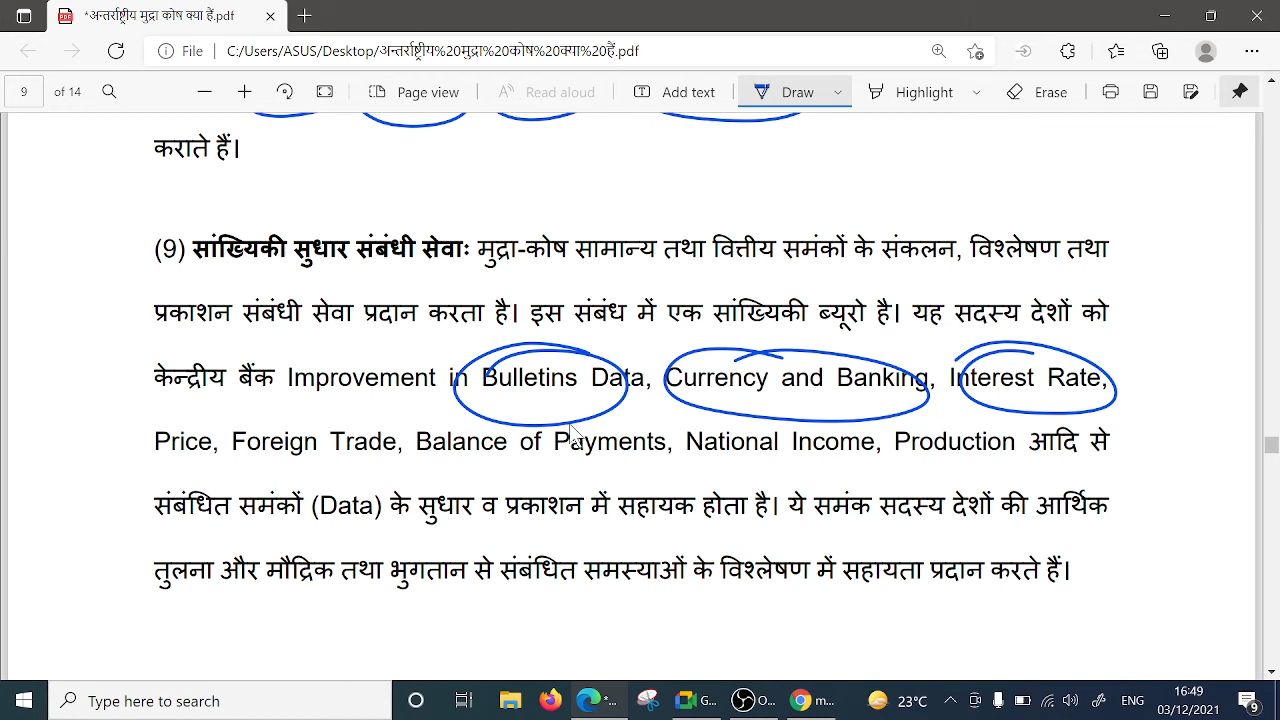 *अन्तर्राष्ट्रीय मुद्रा कोष क्या हैं.pdf
File C:/Users/ASUS/Desktop/अन्तर्राष्ट्रीय%20मुद्रा%20कोष%20क्या%20हैं.pdf
9 of 14 Page view Read aloud Add text Draw Highlight Erase
कराते हैं।
(9) सांख्यिकी सुधार संबंधी सेवाः मुद्रा-कोष सामान्य तथा वित्तीय समंकों के संकलन, विश्लेषण तथा
प्रकाशन संबंधी सेवा प्रदान करता है। इस संबंध में एक सांख्यिकी ब्यूरो है। यह सदस्य देशों को
केन्द्रीय बैंक Improvement in Bulletins Data, Currency and Banking, Interest Rate,
Price, Foreign Trade, Balance of Payments, National Income, Production आदि से
संबंधित समंकों (Data) के सुधार व प्रकाशन में सहायक होता है। ये समंक सदस्य देशों की आर्थिक
तुलना और मौद्रिक तथा भुगतान से संबंधित समस्याओं के विश्लेषण में सहायता प्रदान करते हैं।
Type here to search *... G... O... m... 23°C ENG 16:49
03/12/2021 9